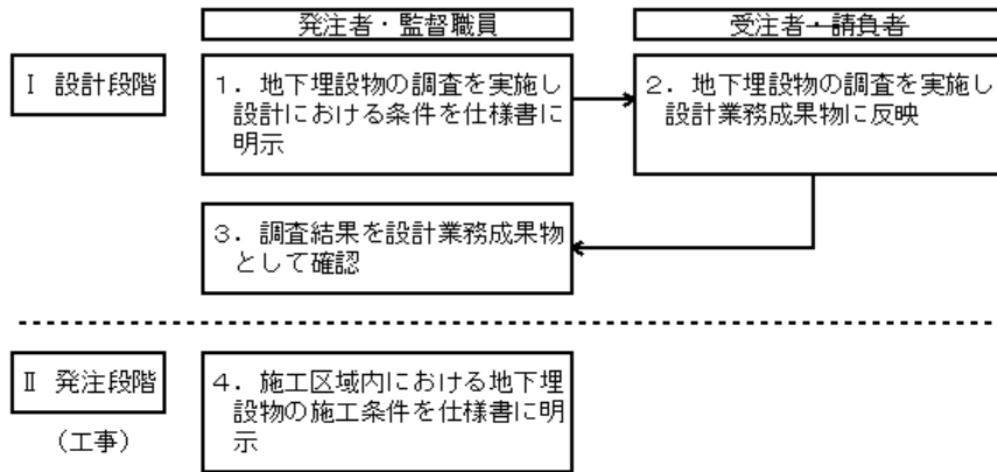 発注者・監督職員
受注者・請負者
Ⅰ 設計段階
1．地下埋設物の調査を実施し
設計における条件を仕様書に
明示
2．地下埋設物の調査を実施し
設計業務成果物に反映
3．調査結果を設計業務成果物
として確認
Ⅱ 発注段階
（工事）
4．施工区域内における地下埋
設物の施工条件を仕様書に明
示